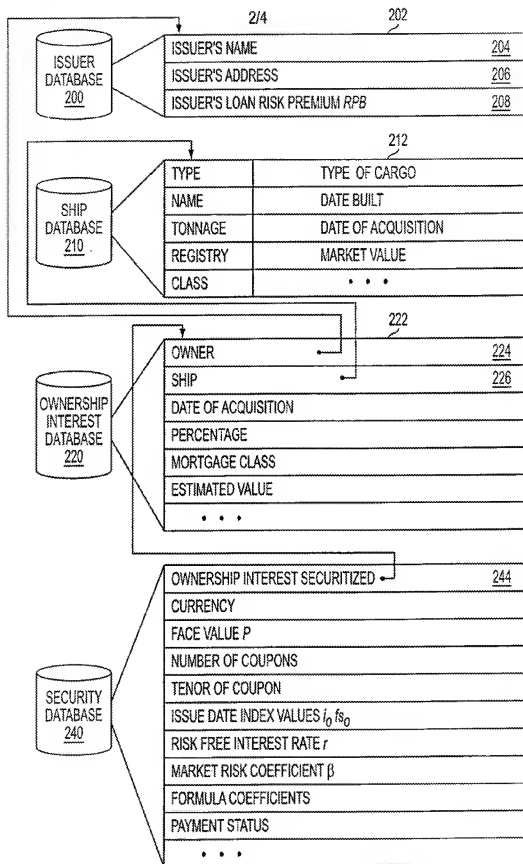 2/4
202
ISSUER
DATABASE
200
ISSUER'S NAME 204
ISSUER'S ADDRESS 206
ISSUER'S LOAN RISK PREMIUM RPB 208
212
SHIP
DATABASE
210
TYPE TYPE OF CARGO
NAME DATE BUILT
TONNAGE DATE OF ACQUISITION
REGISTRY MARKET VALUE
CLASS • • •
222
OWNERSHIP
INTEREST
DATABASE
220
OWNER 224
SHIP 226
DATE OF ACQUISITION
PERCENTAGE
MORTGAGE CLASS
ESTIMATED VALUE
• • •
SECURITY
DATABASE
240
OWNERSHIP INTEREST SECURITIZED 244
CURRENCY
FACE VALUE P
NUMBER OF COUPONS
TENOR OF COUPON
ISSUE DATE INDEX VALUES i₀ fs₀
RISK FREE INTEREST RATE r
MARKET RISK COEFFICIENT β
FORMULA COEFFICIENTS
PAYMENT STATUS
• • •